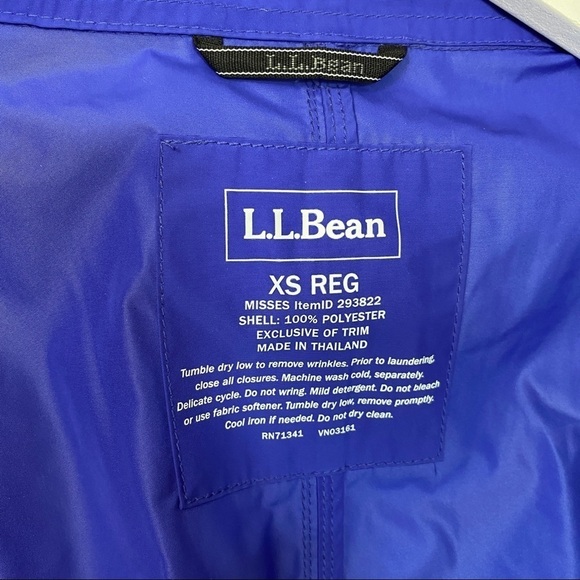 L.L.Bean
L.L.Bean
XS REG
MISSES ItemID 293822
SHELL: 100% POLYESTER
EXCLUSIVE OF TRIM
MADE IN THAILAND
Tumble dry low to remove wrinkles. Prior to laundering,
close all closures. Machine wash cold, separately.
Delicate cycle. Do not wring. Mild detergent. Do not bleach
or use fabric softener. Tumble dry low, remove promptly.
Cool iron if needed. Do not dry clean.
RN71341 VN03161